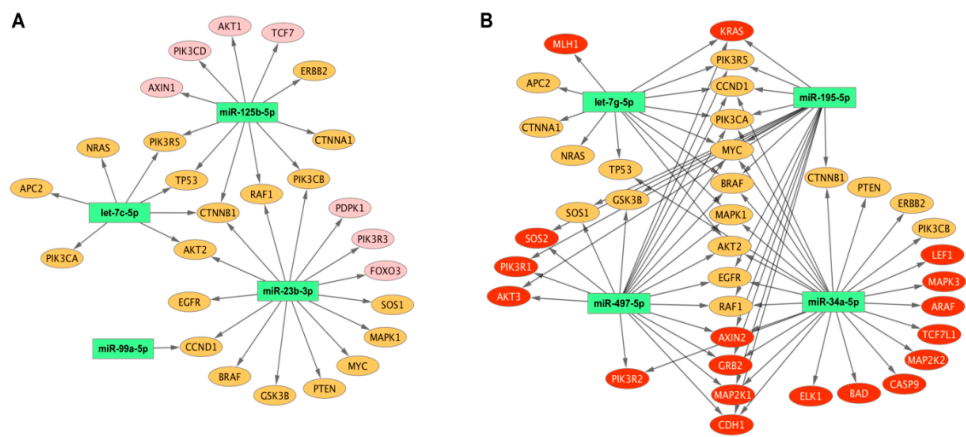 A
AKT1
TCF7
PIK3CD
ERBB2
AXIN1
miR-125b-5p
CTNNA1
NRAS
PIK3R5
TP53
PIK3CB
APC2
RAF1
let-7c-5p
CTNNB1
PDPK1
PIK3R3
AKT2
PIK3CA
FOXO3
miR-23b-3p
EGFR
SOS1
MAPK1
miR-99a-5p
CCND1
MYC
BRAF
PTEN
GSK3B
B
KRAS
MLH1
PIK3R5
APC2
CCND1
let-7g-5p
miR-195-5p
PIK3CA
CTNNA1
MYC
NRAS
TP53
CTNNB1
BRAF
PTEN
GSK3B
ERBB2
SOS1
MAPK1
PIK3CB
SOS2
AKT2
LEF1
PIK3R1
EGFR
MAPK3
AKT3
miR-497-5p
RAF1
miR-34a-5p
ARAF
AXIN2
TCF7L1
GRB2
MAP2K2
PIK3R2
CASP9
MAP2K1
ELK1
BAD
CDH1